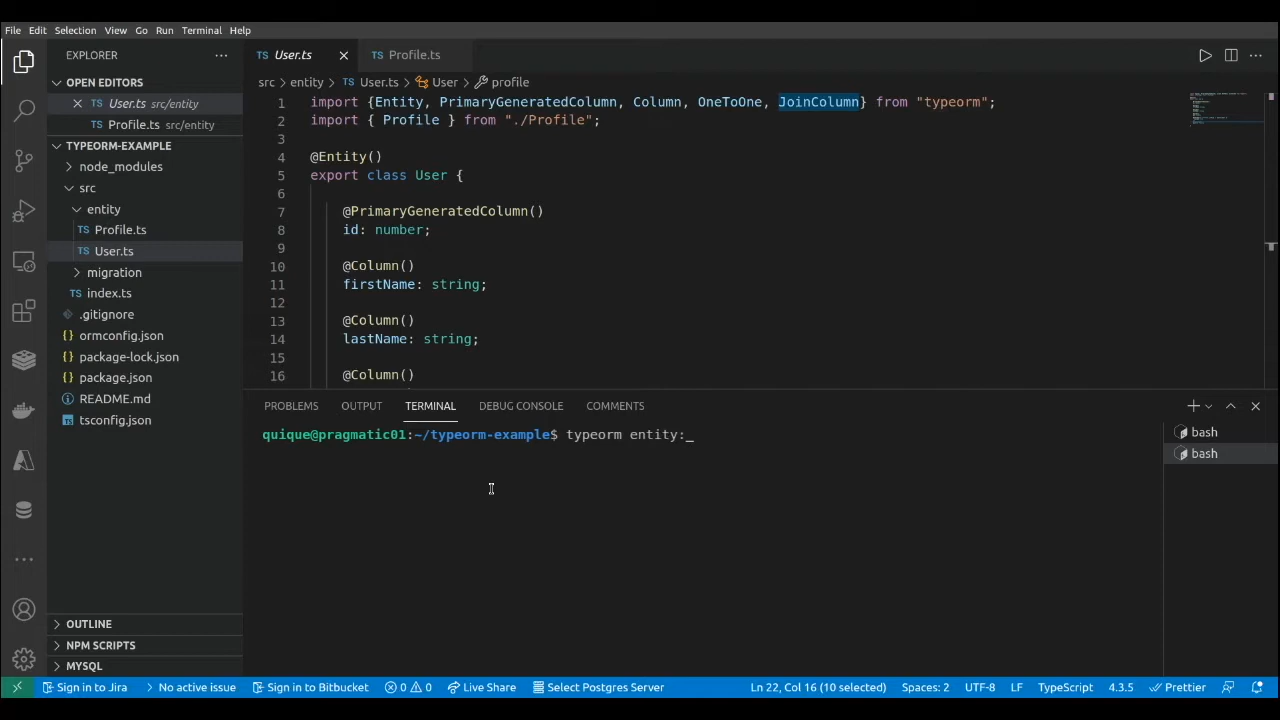 File Edit Selection View Go Run Terminal Help
EXPLORER
OPEN EDITORS
TS User.ts src/entity
TS Profile.ts src/entity
TYPEORM-EXAMPLE
node_modules
src
entity
TS Profile.ts
TS User.ts
migration
TS index.ts
.gitignore
{} ormconfig.json
{} package-lock.json
{} package.json
README.md
tsconfig.json
OUTLINE
NPM SCRIPTS
MYSQL
TS User.ts
TS Profile.ts
src > entity > TS User.ts > User > profile
1 import {Entity, PrimaryGeneratedColumn, Column, OneToOne, JoinColumn} from "typeorm";
2 import { Profile } from "./Profile";
3
4 @Entity()
5 export class User {
6
7 @PrimaryGeneratedColumn()
8 id: number;
9
10 @Column()
11 firstName: string;
12
13 @Column()
14 lastName: string;
15
16 @Column()
PROBLEMS OUTPUT TERMINAL DEBUG CONSOLE COMMENTS
quique@pragmatic01:~/typeorm-example$ typeorm entity:_
bash
bash
Sign in to Jira No active issue Sign in to Bitbucket 0 0 Live Share Select Postgres Server Ln 22, Col 16 (10 selected) Spaces: 2 UTF-8 LF TypeScript 4.3.5 Prettier